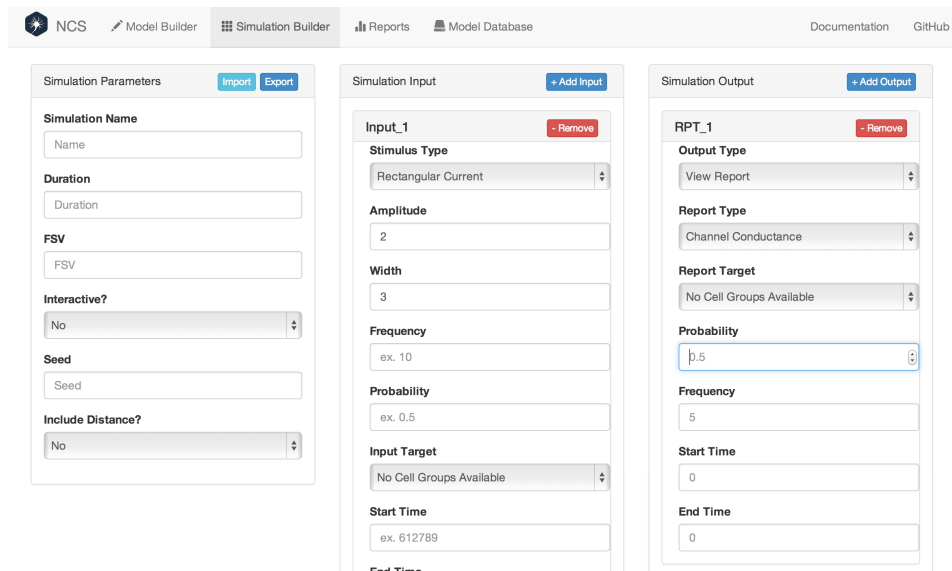 NCS Model Builder Simulation Builder Reports Model Database Documentation GitHub
Simulation Parameters Import Export
Simulation Name
Name
Duration
Duration
FSV
FSV
Interactive?
No
Seed
Seed
Include Distance?
No
Simulation Input + Add Input
Input_1 - Remove
Stimulus Type
Rectangular Current
Amplitude
2
Width
3
Frequency
ex. 10
Probability
ex. 0.5
Input Target
No Cell Groups Available
Start Time
ex. 612789
End Time
Simulation Output + Add Output
RPT_1 - Remove
Output Type
View Report
Report Type
Channel Conductance
Report Target
No Cell Groups Available
Probability
0.5
Frequency
5
Start Time
0
End Time
0